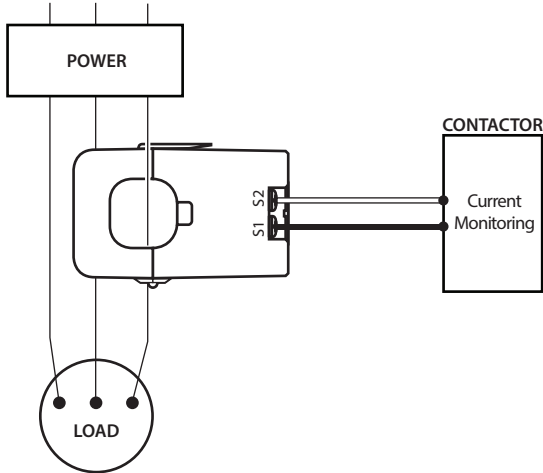 POWER
CONTACTOR
S2
S1
Current
Monitoring
LOAD